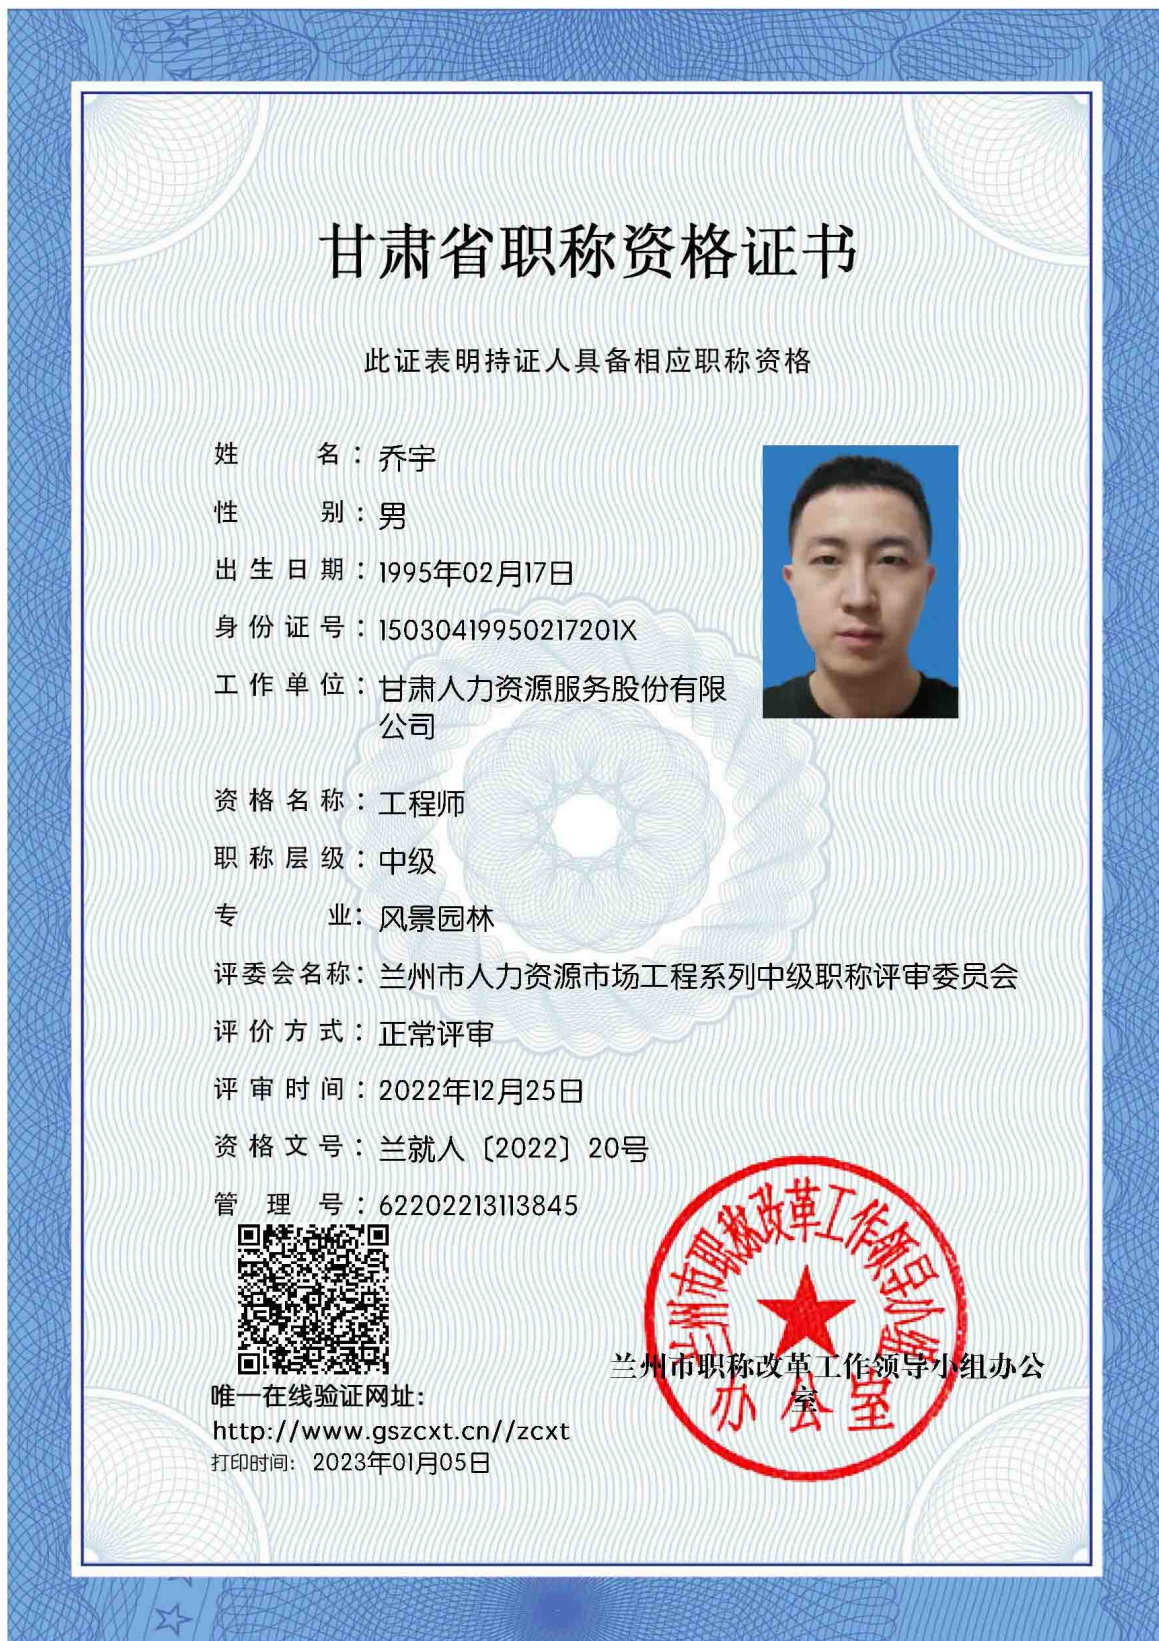 甘肃省职称资格证书
此证表明持证人具备相应职称资格
姓名：乔宇
性别：男
出生日期：1995年02月17日
身份证号：15030419950217201X
工作单位：甘肃人力资源服务股份有限
公司
资格名称：工程师
职称层级：中级
专业：风景园林
评委会名称：兰州市人力资源市场工程系列中级职称评审委员会
评价方式：正常评审
评审时间：2022年12月25日
资格文号：兰就人〔2022〕20号
管理号：62202213113845
兰州市职称改革工作领导小组
办公室
兰州市职称改革工作领导小组办公
室
唯一在线验证网址：
http://www.gszcxt.cn//zcxt
打印时间： 2023年01月05日